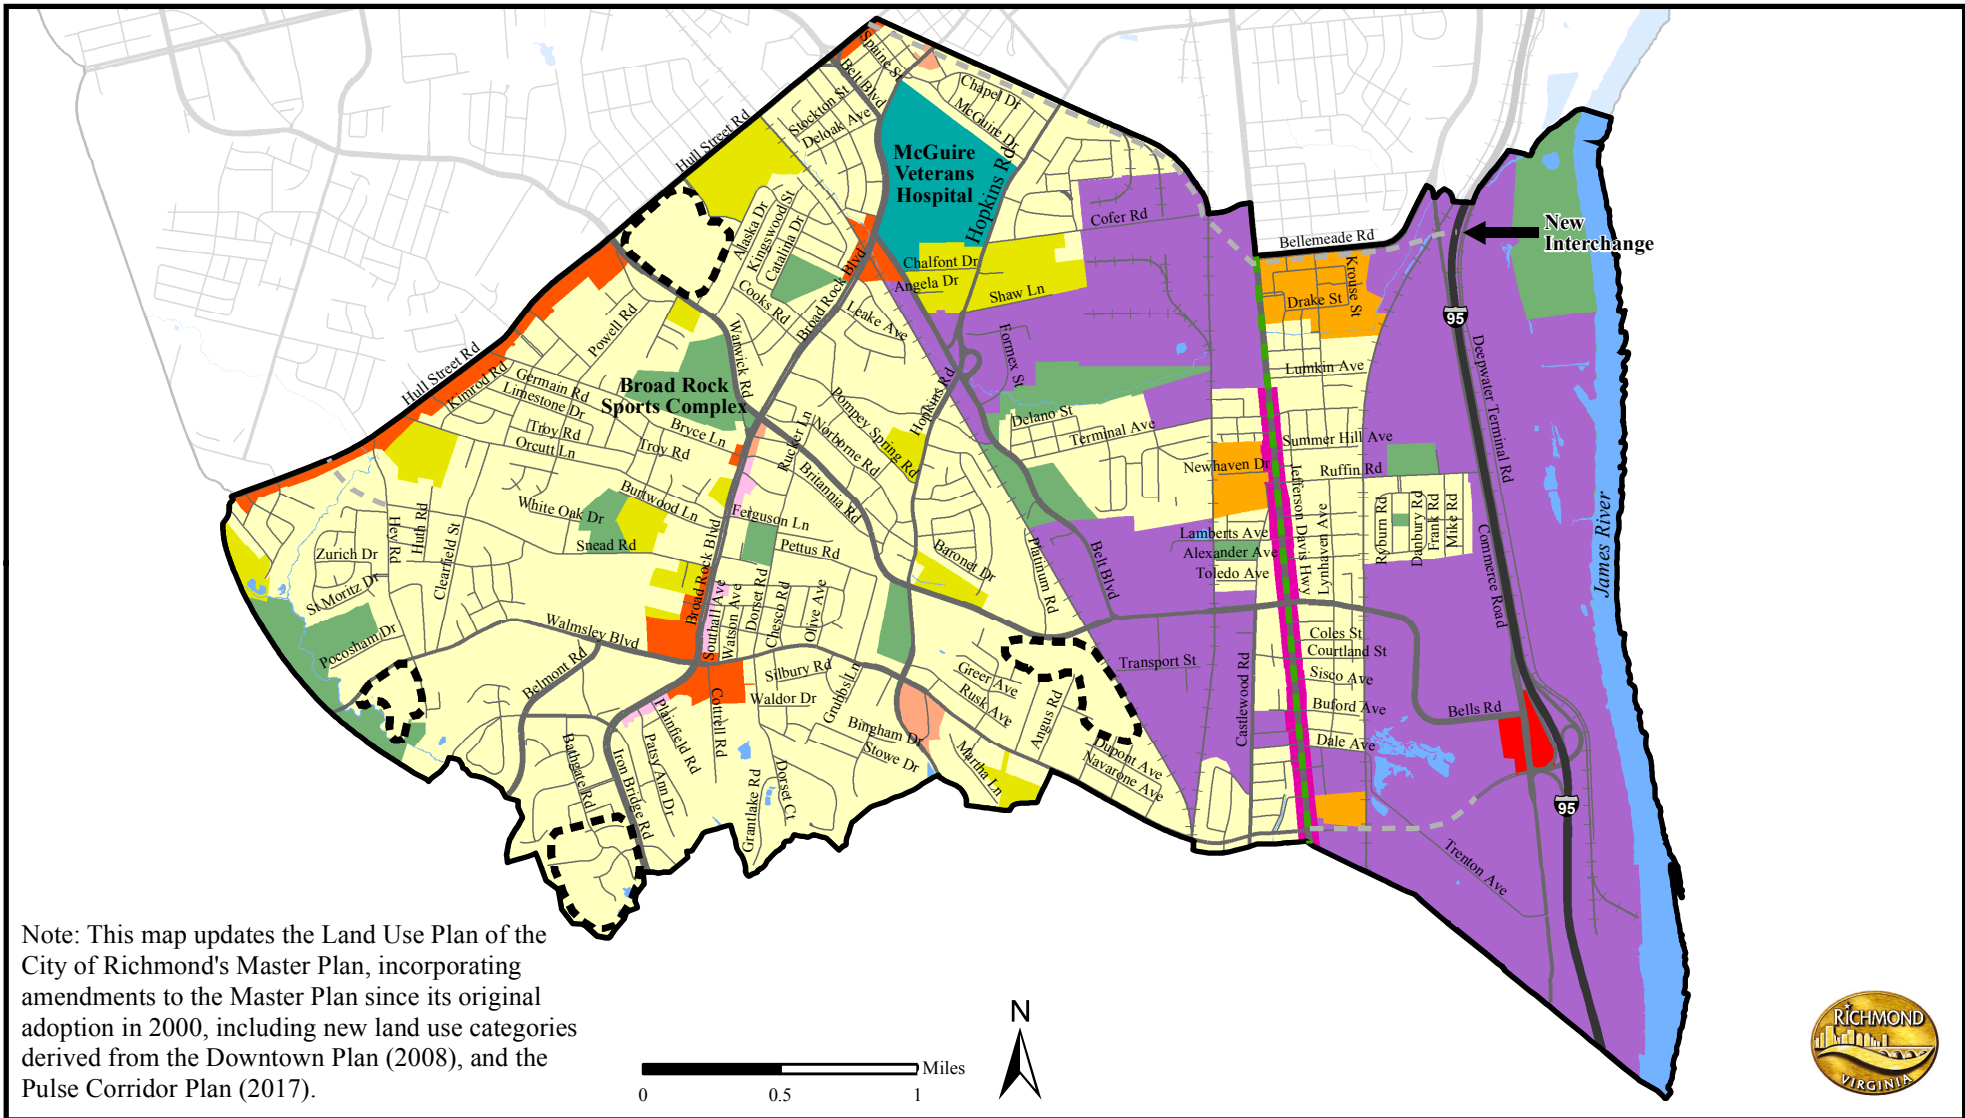 Spaine St
Belt Blvd
Stockton St
Deloak Ave
Chapel Dr
McGuire Dr
Hull Street Rd
McGuire
Veterans
Hospital
Hopkins Rd
Cofer Rd
Bellemeade Rd
New
Interchange
Alaska Dr
Kingswood St
Catalina Dr
Cooks Rd
Broad Rock Blvd
Chalfont Dr
Angela Dr
Shaw Ln
Leake Ave
Krouse St
Drake St
95
Powell Rd
Warwick Rd
Formex St
Deepwater Terminal Rd
Hull Street Rd
Kimrod Rd
Germain Rd
Limestone Dr
Broad Rock
Sports Complex
Lumkin Ave
Troy Rd
Orcutt Ln
Bryce Ln
Troy Rd
Rucker Ln
Pompey Spring Rd
Norborne Rd
Hopkins Rd
Delano St
Terminal Ave
Summer Hill Ave
Newhaven Dr
Ruffin Rd
Britannia Rd
Burtwood Ln
White Oak Dr
Ferguson Ln
Snead Rd
Pettus Rd
Hey Rd
Huth Rd
Clearfield St
Zurich Dr
St Moritz Dr
Pocosham Dr
Baronet Dr
Platinum Rd
Belt Blvd
Lamberts Ave
Alexander Ave
Toledo Ave
Jefferson Davis Hwy
Lynhaven Ave
Ryburn Rd
Danbury Rd
Frank Rd
Mike Rd
Commerce Road
James River
Broad Rock Blvd
Southall Ave
Watson Ave
Dorset Rd
Chesco Rd
Olive Ave
Walmsley Blvd
Belmont Rd
Silbury Rd
Waldor Dr
Grubbs Ln
Greer Ave
Rusk Ave
Angus Rd
Transport St
Castlewood Rd
Coles St
Courtland St
Sisco Ave
Buford Ave
Dale Ave
Bells Rd
Cottrell Rd
Plainfield Rd
Patsy Ann Dr
Iron Bridge Rd
Bathgate Rd
Grantlake Rd
Dorset Ct
Bingham Dr
Stowe Dr
Martha Ln
Dupont Ave
Navarone Ave
95
Trenton Ave
Note: This map updates the Land Use Plan of the
City of Richmond's Master Plan, incorporating
amendments to the Master Plan since its original
adoption in 2000, including new land use categories
derived from the Downtown Plan (2008), and the
Pulse Corridor Plan (2017).
N
Miles
0 0.5 1
RICHMOND
VIRGINIA